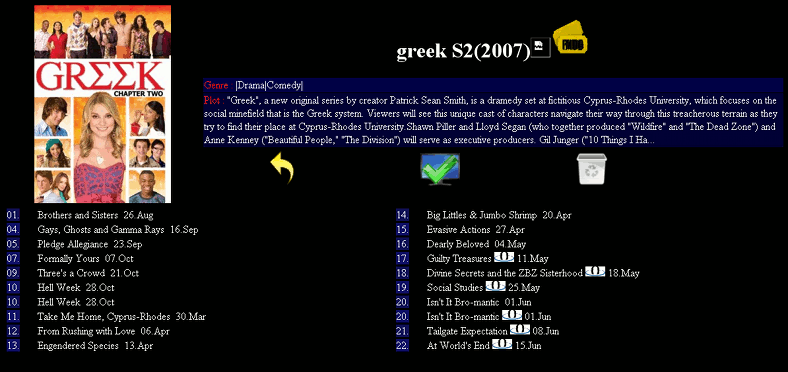 greek S2(2007)
GRΣΣK
CHAPTER TWO
Genre : |Drama|Comedy|
Plot : "Greek", a new original series by creator Patrick Sean Smith, is a dramedy set at fictitious Cyprus-Rhodes University, which focuses on the
social minefield that is the Greek system. Viewers will see this unique cast of characters navigate their way through this treacherous terrain as they
try to find their place at Cyprus-Rhodes University.Shawn Piller and Lloyd Segan (who together produced "Wildfire" and "The Dead Zone") and
Anne Kenney ("Beautiful People," "The Division") will serve as executive producers. Gil Junger ("10 Things I Ha...
01. Brothers and Sisters 26.Aug
04. Gays, Ghosts and Gamma Rays 16.Sep
05. Pledge Allegiance 23.Sep
07. Formally Yours 07.Oct
09. Three's a Crowd 21.Oct
10. Hell Week 28.Oct
10. Hell Week 28.Oct
11. Take Me Home, Cyprus-Rhodes 30.Mar
12. From Rushing with Love 06.Apr
13. Engendered Species 13.Apr
14. Big Littles & Jumbo Shrimp 20.Apr
15. Evasive Actions 27.Apr
16. Dearly Beloved 04.May
17. Guilty Treasures 11.May
18. Divine Secrets and the ZBZ Sisterhood 18.May
19. Social Studies 25.May
20. Isn't It Bro-mantic 01.Jun
20. Isn't It Bro-mantic 01.Jun
21. Tailgate Expectation 08.Jun
22. At World's End 15.Jun